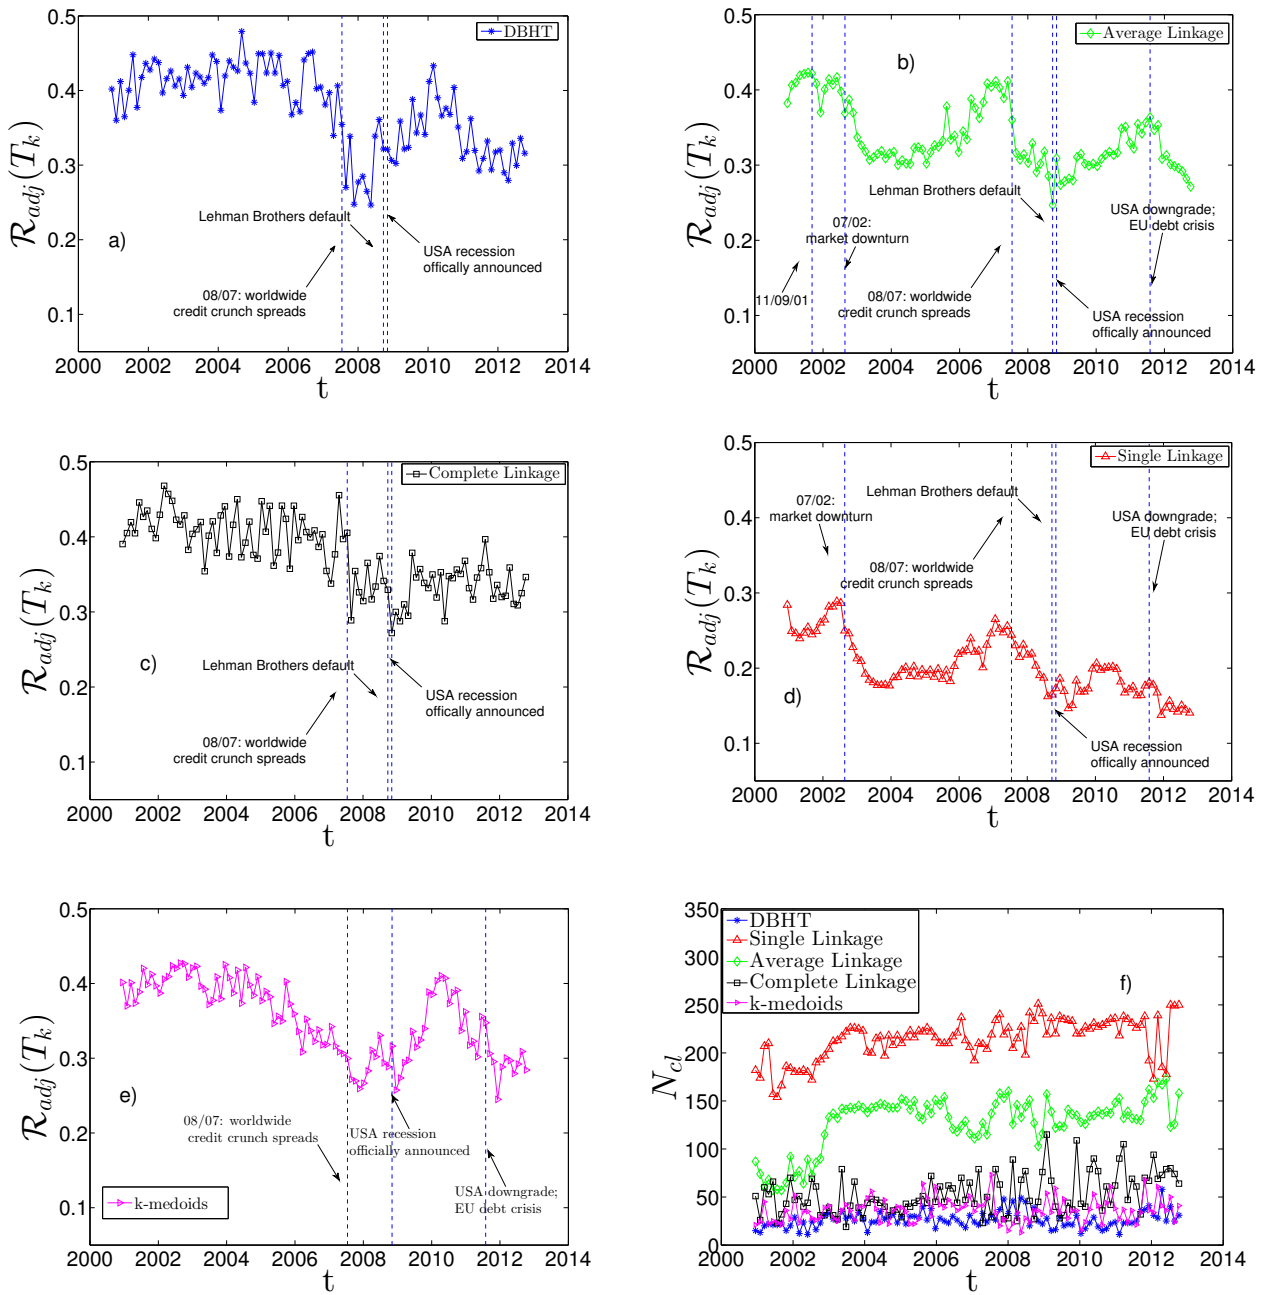 0.5
0.4
0.3
0.2
0.1
R_adj(T_k)
DBHT
Lehman Brothers default
a)
USA recession
offically announced
08/07: worldwide
credit crunch spreads
2000 2002 2004 2006 2008 2010 2012 2014
t
0.5
0.4
0.3
0.2
0.1
R_adj(T_k)
Average Linkage
b)
Lehman Brothers default
07/02:
market downturn
USA downgrade;
EU debt crisis
11/09/01
08/07: worldwide
credit crunch spreads
USA recession
offically announced
2000 2002 2004 2006 2008 2010 2012 2014
t
0.5
0.4
0.3
0.2
0.1
R_adj(T_k)
Complete Linkage
c)
Lehman Brothers default
USA recession
offically announced
08/07: worldwide
credit crunch spreads
2000 2002 2004 2006 2008 2010 2012 2014
t
0.5
0.4
0.3
0.2
0.1
R_adj(T_k)
Single Linkage
Lehman Brothers default
07/02:
market downturn
USA downgrade;
EU debt crisis
08/07: worldwide
credit crunch spreads
d)
USA recession
offically announced
2000 2002 2004 2006 2008 2010 2012 2014
t
0.5
0.4
0.3
0.2
0.1
R_adj(T_k)
e)
08/07: worldwide
credit crunch spreads
USA recession
officially announced
USA downgrade;
EU debt crisis
k-medoids
2000 2002 2004 2006 2008 2010 2012 2014
t
350
300
250
200
150
100
50
0
N_cl
DBHT
Single Linkage
Average Linkage
Complete Linkage
k-medoids
f)
2000 2002 2004 2006 2008 2010 2012 2014
t